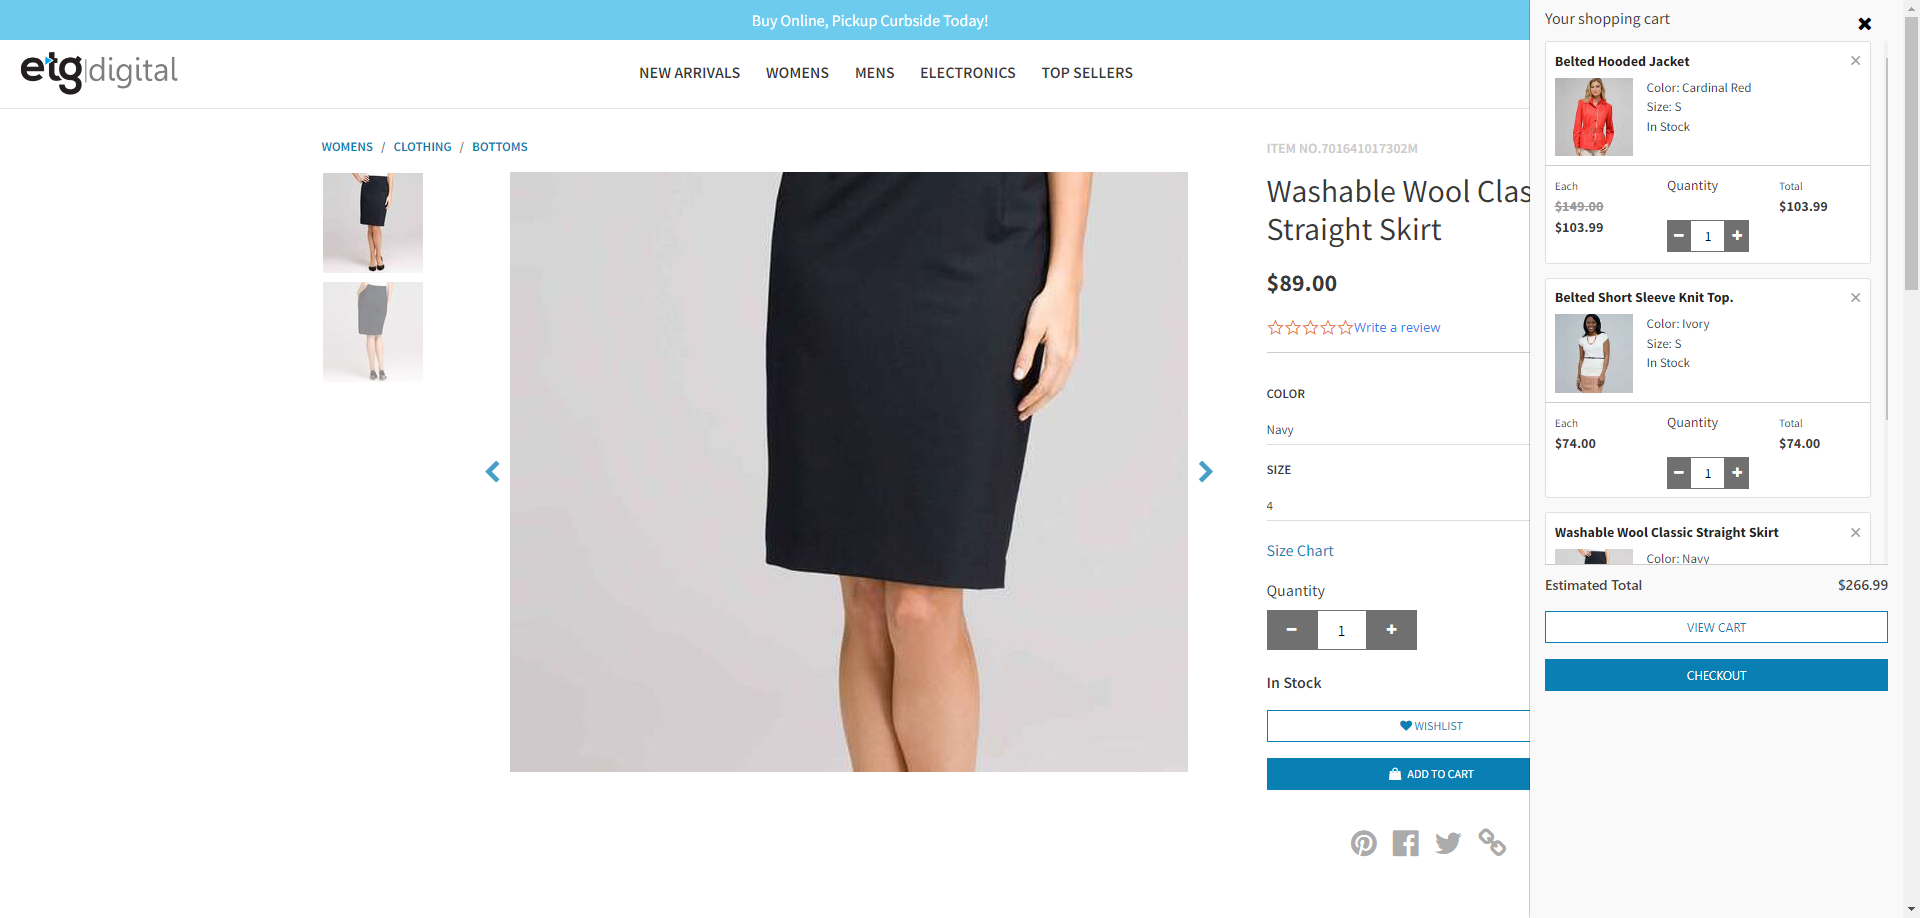 Buy Online, Pickup Curbside Today!
etg|digital
NEW ARRIVALS
WOMENS
MENS
ELECTRONICS
TOP SELLERS
WOMENS / CLOTHING / BOTTOMS
ITEM NO.701641017302M
Washable Wool Clas
Straight Skirt
$89.00
Write a review
COLOR
Navy
SIZE
4
Size Chart
Quantity
− 1 +
In Stock
WISHLIST
ADD TO CART
Your shopping cart
Belted Hooded Jacket
Color: Cardinal Red
Size: S
In Stock
Each Quantity Total
$149.00 $103.99
$103.99
− 1 +
Belted Short Sleeve Knit Top.
Color: Ivory
Size: S
In Stock
Each Quantity Total
$74.00 $74.00
− 1 +
Washable Wool Classic Straight Skirt
Color: Navy
Estimated Total $266.99
VIEW CART
CHECKOUT